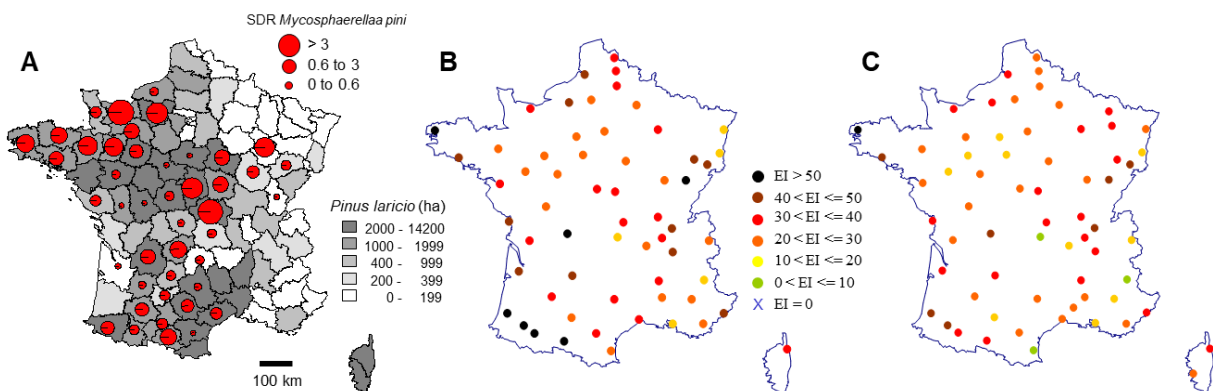 SDR Mycosphaerellaa pini
> 3
0.6 to 3
0 to 0.6
A
Pinus laricio (ha)
2000 - 14200
1000 - 1999
400 - 999
200 - 399
0 - 199
100 km
B
EI > 50
40 < EI <= 50
30 < EI <= 40
20 < EI <= 30
10 < EI <= 20
0 < EI <= 10
X EI = 0
C